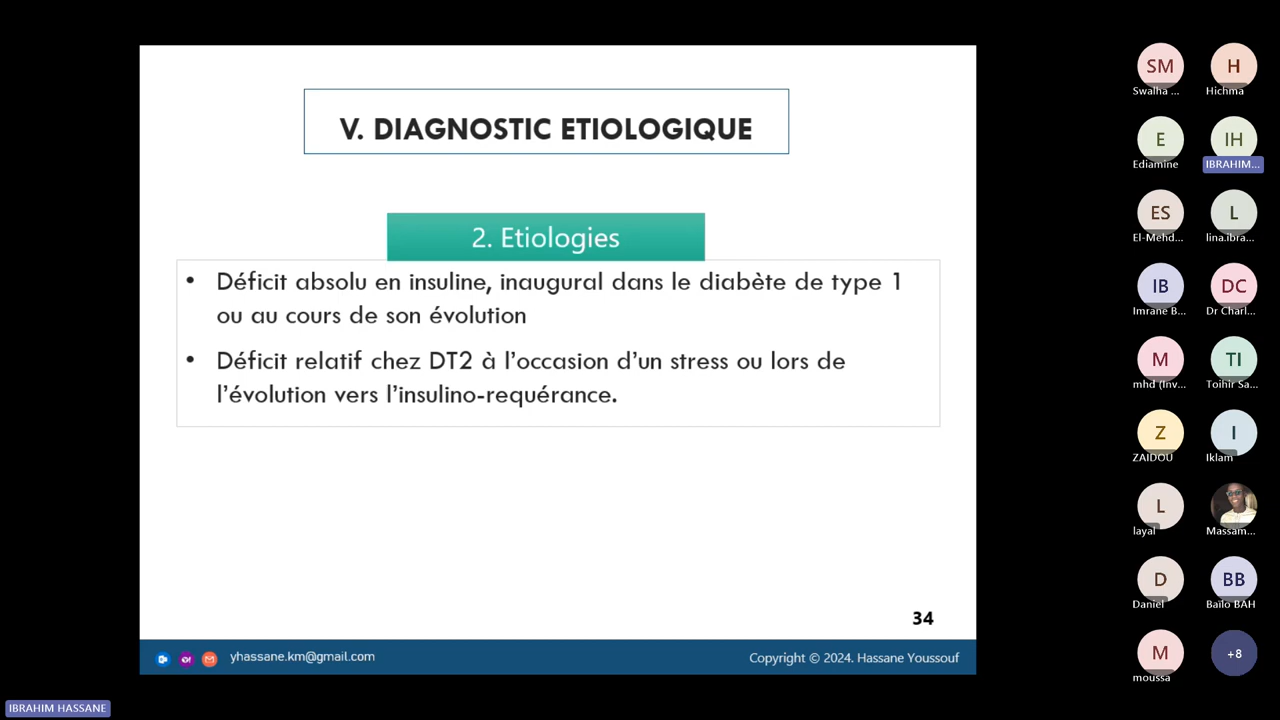 V. DIAGNOSTIC ETIOLOGIQUE
2. Etiologies
• Déficit absolu en insuline, inaugural dans le diabète de type 1
ou au cours de son évolution
• Déficit relatif chez DT2 à l’occasion d’un stress ou lors de
l’évolution vers l’insulino-requérance.
34
yhassane.km@gmail.com
Copyright © 2024. Hassane Youssouf
SM
Swalha ...
H
Hichma
E
Ediamine
IH
IBRAHIM...
ES
El-Mehd...
L
lina.ibra...
IB
Imrane B...
DC
Dr Charl...
M
mhd (Inv...
TI
Toihir Sa...
Z
ZAIDOU
I
Iklam
L
layal
Massam...
D
Daniel
BB
Bailo BAH
M
moussa
+8
IBRAHIM HASSANE